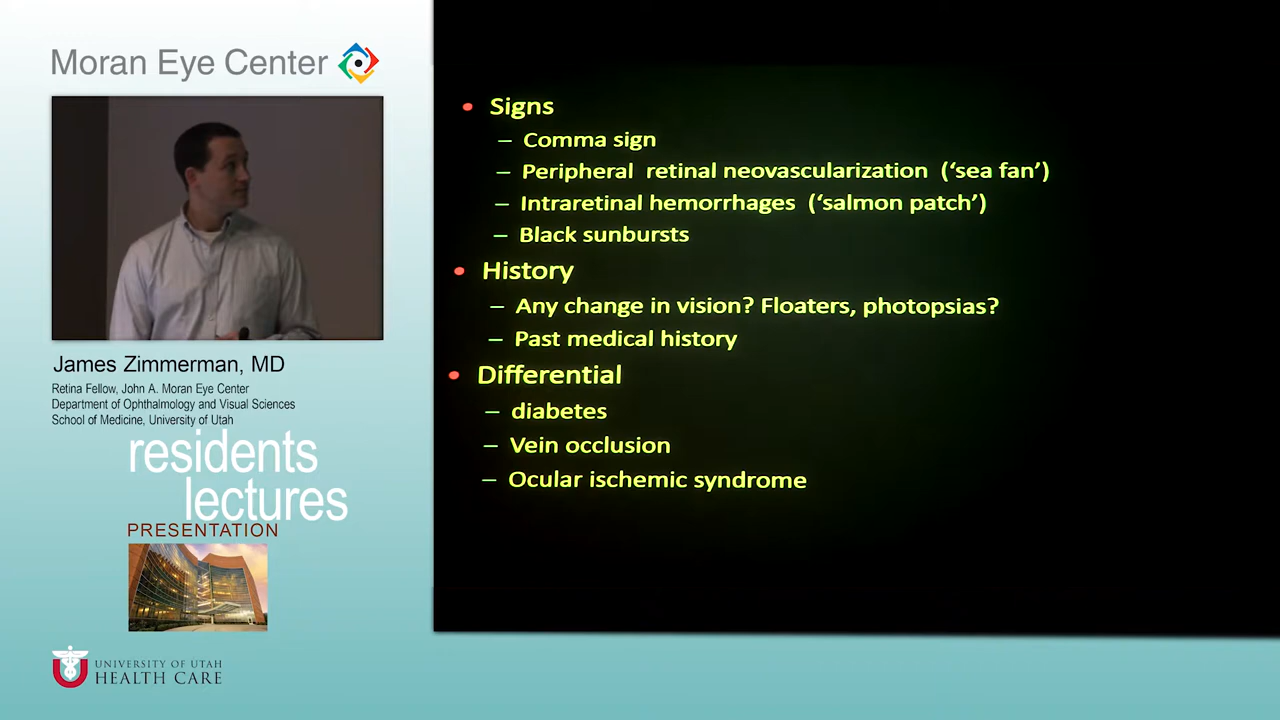 Moran Eye Center
James Zimmerman, MD
Retina Fellow, John A. Moran Eye Center
Department of Ophthalmology and Visual Sciences
School of Medicine, University of Utah
residents
lectures
PRESENTATION
UNIVERSITY OF UTAH
HEALTH CARE
• Signs
– Comma sign
– Peripheral retinal neovascularization (‘sea fan’)
– Intraretinal hemorrhages (‘salmon patch’)
– Black sunbursts
• History
– Any change in vision? Floaters, photopsias?
– Past medical history
• Differential
– diabetes
– Vein occlusion
– Ocular ischemic syndrome